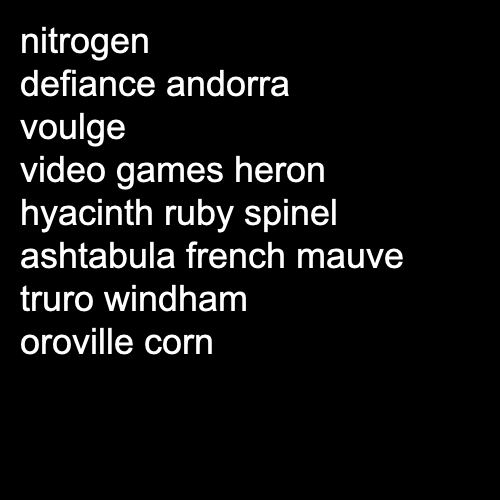 nitrogen
defiance andorra
voulge
video games heron
hyacinth ruby spinel
ashtabula french mauve
truro windham
oroville corn